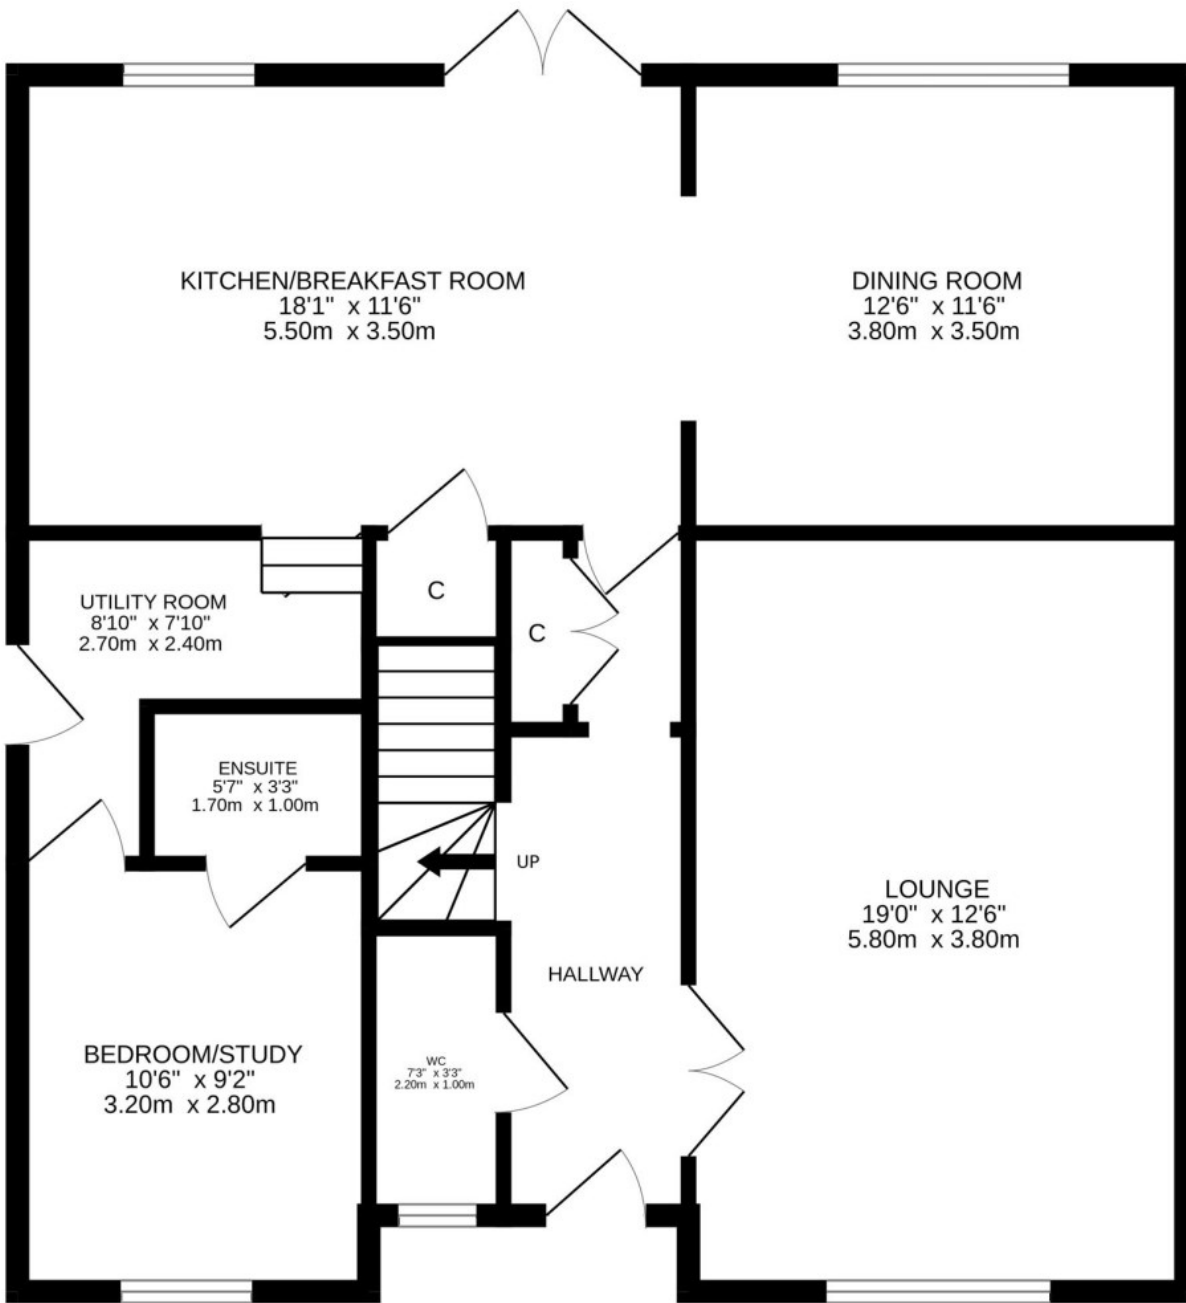 KITCHEN/BREAKFAST ROOM
18'1" x 11'6"
5.50m x 3.50m
DINING ROOM
12'6" x 11'6"
3.80m x 3.50m
C
UTILITY ROOM
8'10" x 7'10"
2.70m x 2.40m
C
ENSUITE
5'7" x 3'3"
1.70m x 1.00m
UP
LOUNGE
19'0" x 12'6"
5.80m x 3.80m
HALLWAY
BEDROOM/STUDY
10'6" x 9'2"
3.20m x 2.80m
WC
7'3" x 3'3"
2.20m x 1.00m